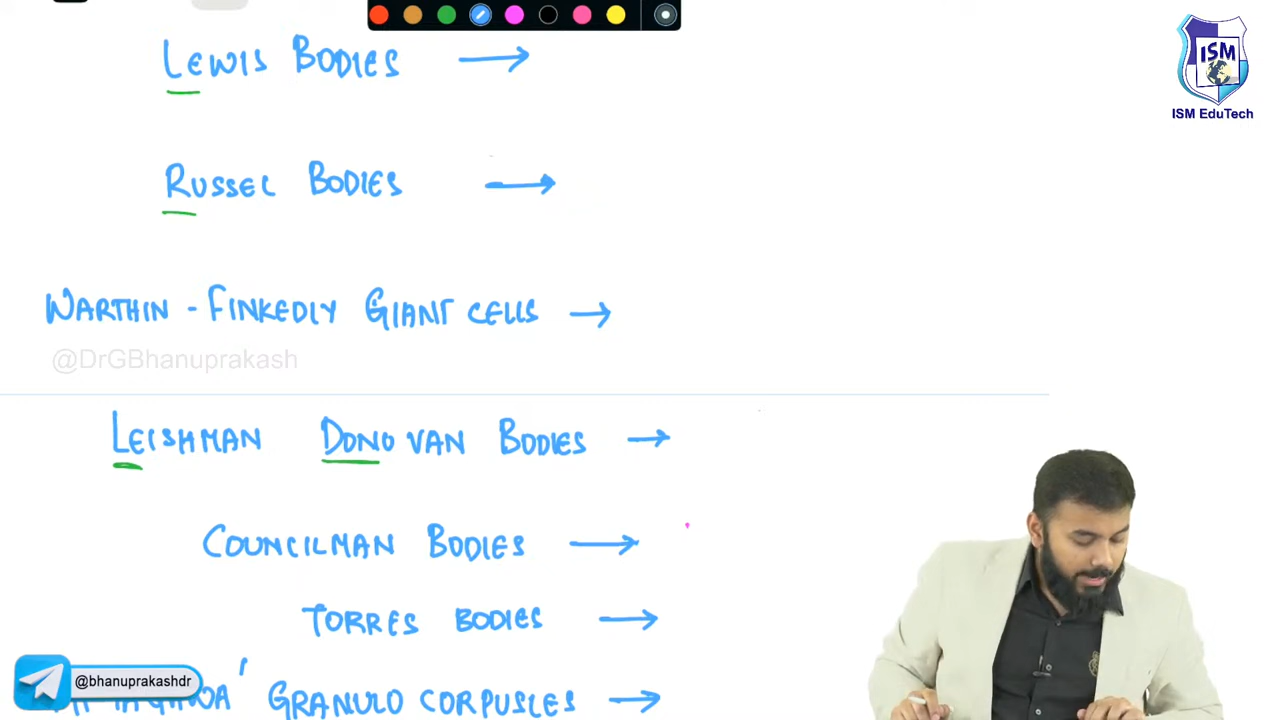 ISM
ISM EduTech
LEWIS BODIES →
RUSSEL BODIES →
WARTHIN - FINKEDLY GIANT CELLS →
@DrGBhanuprakash
LEISHMAN DONOVAN BODIES →
COUNCILMAN BODIES →
TORRES BODIES →
@bhanuprakashdr
GRANULO CORPUSLES →